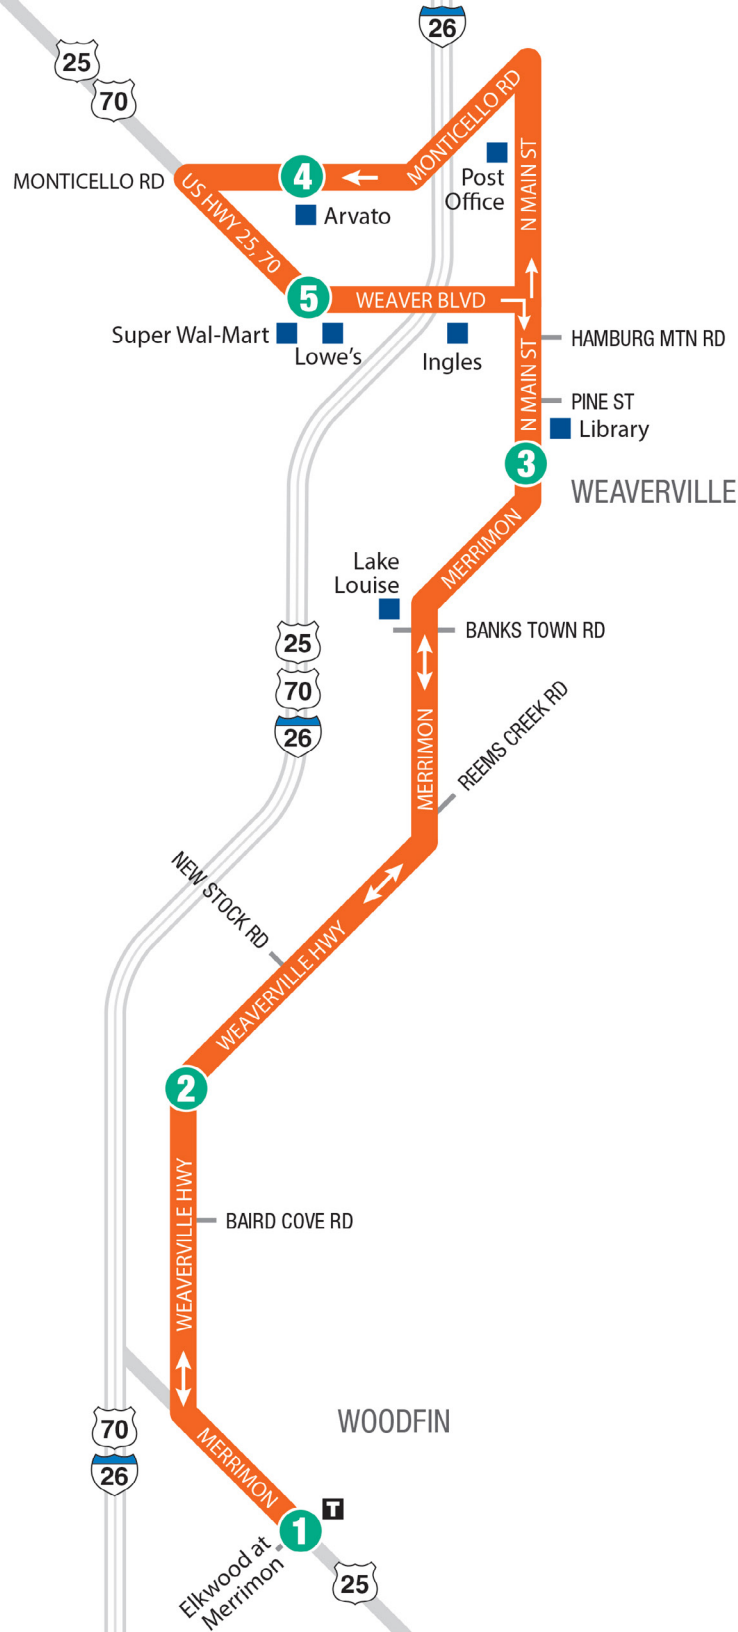 26
25
70
MONTICELLO RD
N MAIN ST
Post
Office
MONTICELLO RD
4
Arvato
US HWY 25, 70
5
WEAVER BLVD
Super Wal-Mart
Lowe's
Ingles
N MAIN ST
HAMBURG MTN RD
PINE ST
Library
3
WEAVERVILLE
MERRIMON
Lake
Louise
BANKS TOWN RD
25
70
26
MERRIMON
REEMS CREEK RD
NEW STOCK RD
WEAVERVILLE HWY
2
WEAVERVILLE HWY
BAIRD COVE RD
WOODFIN
70
26
MERRIMON
T
1
Elkwood at
Merrimon
25